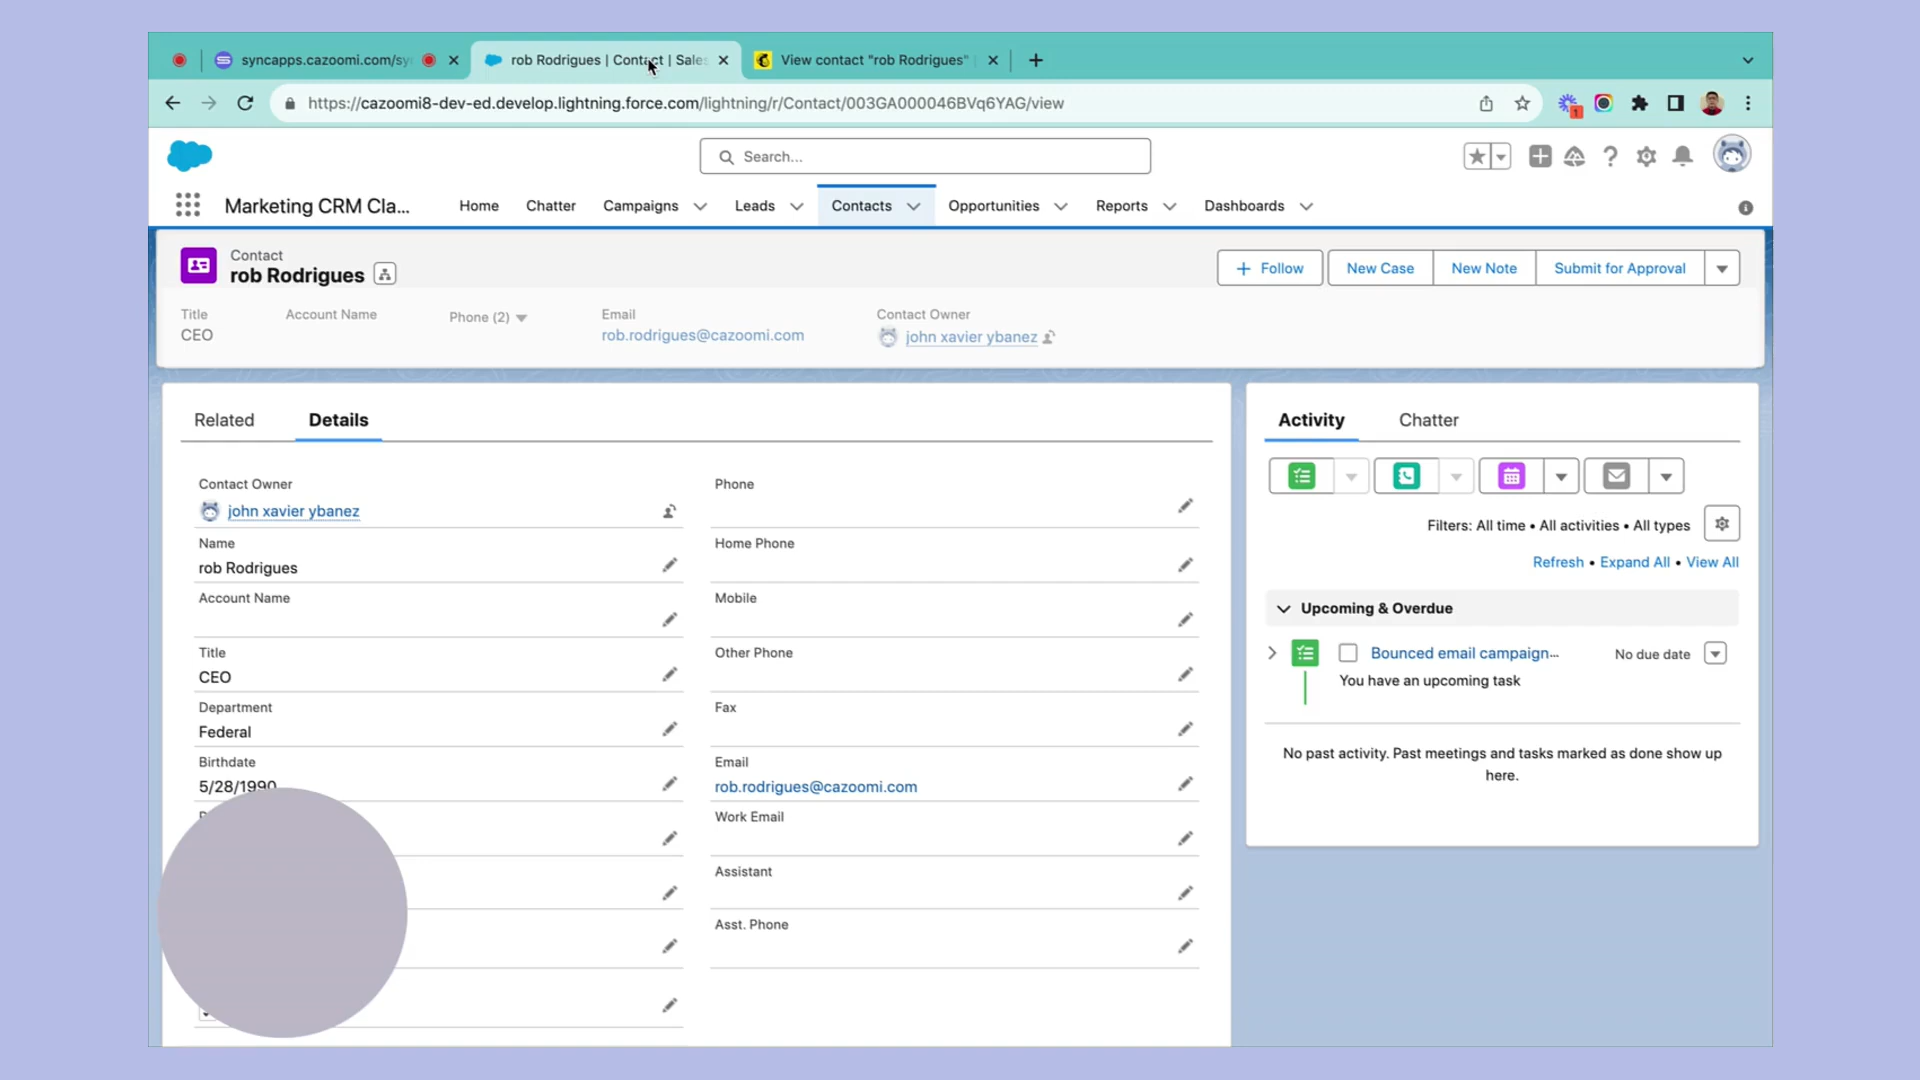 syncapps.cazoomi.com/sy
rob Rodrigues | Contact | Sales
View contact "rob Rodrigues"
https://cazoomi8-dev-ed.develop.lightning.force.com/lightning/r/Contact/003GA000046BVq6YAG/view
1
Search...
Marketing CRM Cla...
Home
Chatter
Campaigns
Leads
Contacts
Opportunities
Reports
Dashboards
Contact
rob Rodrigues
Follow
New Case
New Note
Submit for Approval
Title
Account Name
Phone (2)
Email
Contact Owner
CEO
rob.rodrigues@cazoomi.com
john xavier ybanez
Related
Details
Contact Owner
john xavier ybanez
Name
rob Rodrigues
Account Name
Title
CEO
Department
Federal
Birthdate
5/28/1990
Phone
Home Phone
Mobile
Other Phone
Fax
Email
rob.rodrigues@cazoomi.com
Work Email
Assistant
Asst. Phone
Activity
Chatter
Filters: All time • All activities • All types
Refresh • Expand All • View All
Upcoming & Overdue
Bounced email campaign...
No due date
You have an upcoming task
No past activity. Past meetings and tasks marked as done show up
here.